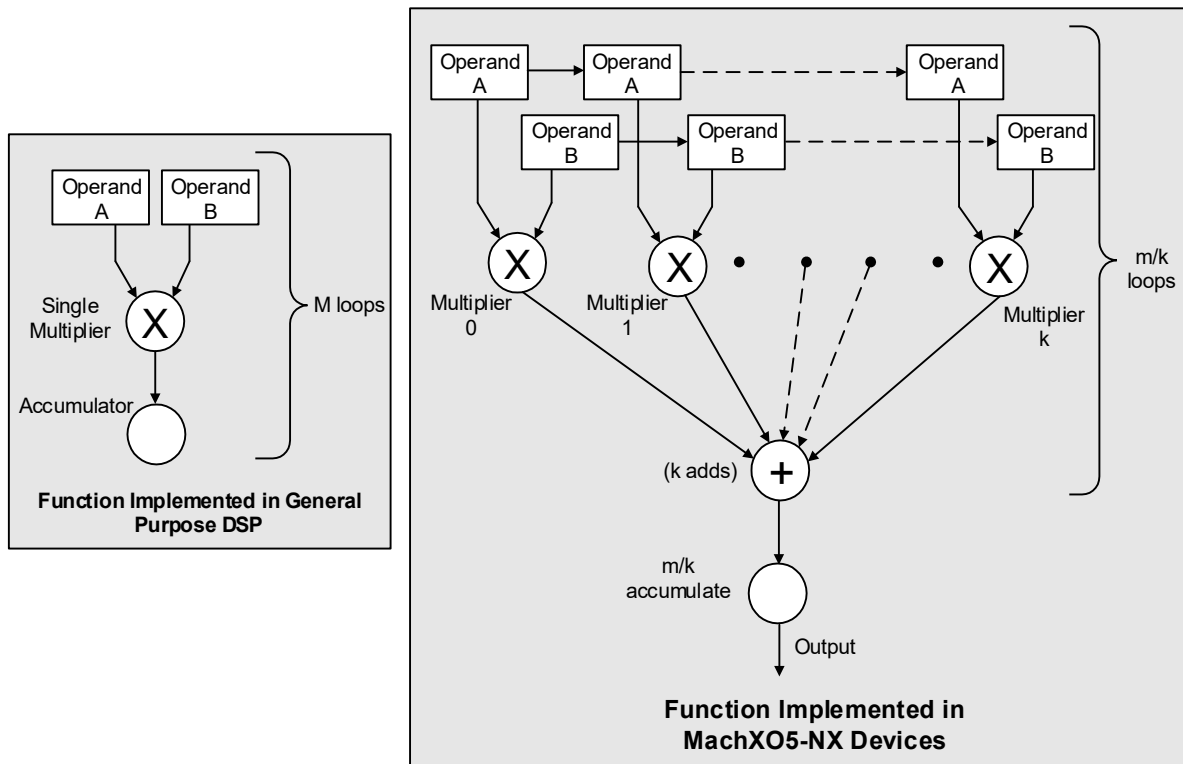 Operand
A
Operand
B
Single
Multiplier
X
M loops
Accumulator
Function Implemented in General
Purpose DSP
Operand
A
Operand
A
Operand
A
Operand
B
Operand
B
Operand
B
X
X
X
Multiplier
0
Multiplier
1
Multiplier
k
m/k
loops
(k adds)
+
m/k
accumulate
Output
Function Implemented in
MachXO5-NX Devices